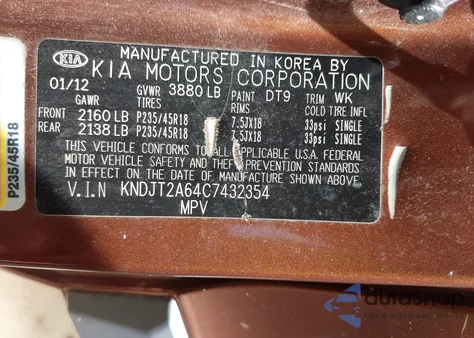 MANUFACTURED IN KOREA BY
KIA KIA MOTORS CORPORATION
01/12 GVWR 3880 LB PAINT DT9 TRIM WK
GAWR TIRES RIMS COLD TIRE INFL
FRONT 2160 LB P235/45R18 7.5JX18 33psi SINGLE
REAR 2138 LB P235/45R18 7.5JX18 33psi SINGLE
THIS VEHICLE CONFORMS TO ALL APPLICABLE U.S.A. FEDERAL
MOTOR VEHICLE SAFETY AND THEFT PREVENTION STANDARDS
IN EFFECT ON THE DATE OF MANUFACTURE SHOWN ABOVE.
V.I.N KNDJT2A64C7432354
MPV
P235/45R18
autosnap